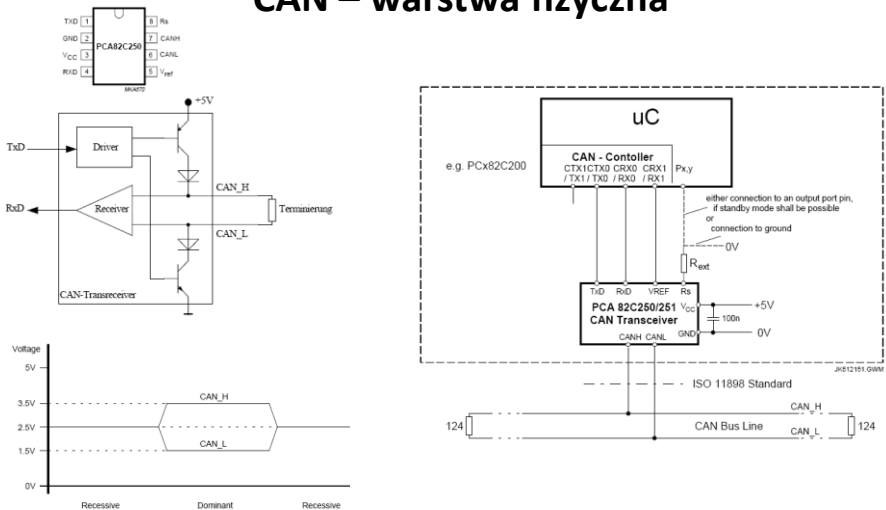 CAN – warstwa fizyczna
TXD 1
GND 2
VCC 3
RXD 4
PCA82C250
8 Rs
7 CANH
6 CANL
5 Vref
MKA670
+5V
TxD
Driver
RxD
Receiver
CAN_H
CAN_L
Terminierung
CAN-Transreceiver
Voltage
5V
3.5V
2.5V
1.5V
0V
CAN_H
CAN_L
Recessive Dominant Recessive
uC
e.g. PCx82C200
CAN - Contoller
CTX1 CTX0 CRX0 CRX1 Px,y
/ TX1 / TX0 / RX0 / RX1
either connection to an output port pin,
if standby mode shall be possible
or
connection to ground
0V
Rext
TxD RxD VREF Rs
PCA 82C250/251
CAN Transceiver
VCC
GND
CANH CANL
+5V
100n
0V
JK512151.GWM
ISO 11898 Standard
CAN_H
124
CAN Bus Line
CAN_L
124